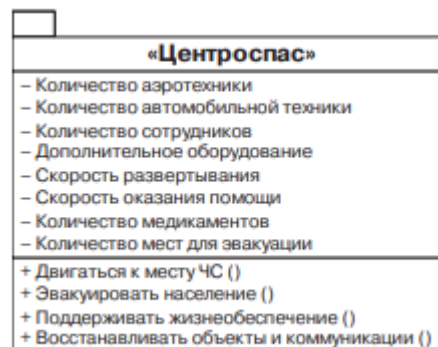 «Центроспас»
– Количество аэротехники
– Количество автомобильной техники
– Количество сотрудников
– Дополнительное оборудование
– Скорость развертывания
– Скорость оказания помощи
– Количество медикаментов
– Количество мест для эвакуации
+ Двигаться к месту ЧС ()
+ Эвакуировать население ()
+ Поддерживать жизнеобеспечение ()
+ Восстанавливать объекты и коммуникации ()